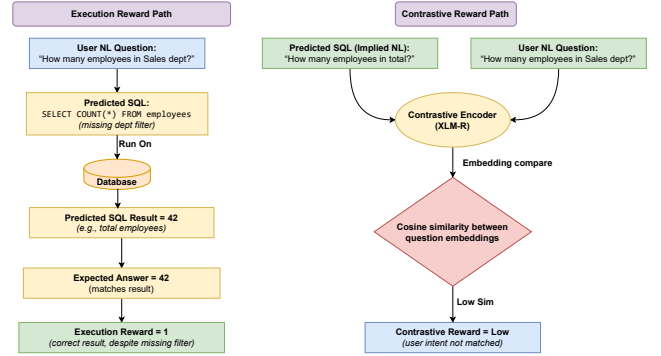 Execution Reward Path
User NL Question:
"How many employees in Sales dept?"
Predicted SQL:
SELECT COUNT(*) FROM employees
(missing dept filter)
Run On
Database
Predicted SQL Result = 42
(e.g., total employees)
Expected Answer = 42
(matches result)
Execution Reward = 1
(correct result, despite missing filter)
Contrastive Reward Path
Predicted SQL (Implied NL):
"How many employees in total?"
User NL Question:
"How many employees in Sales dept?"
Contrastive Encoder
(XLM-R)
Embedding compare
Cosine similarity between
question embeddings
Low Sim
Contrastive Reward = Low
(user intent not matched)